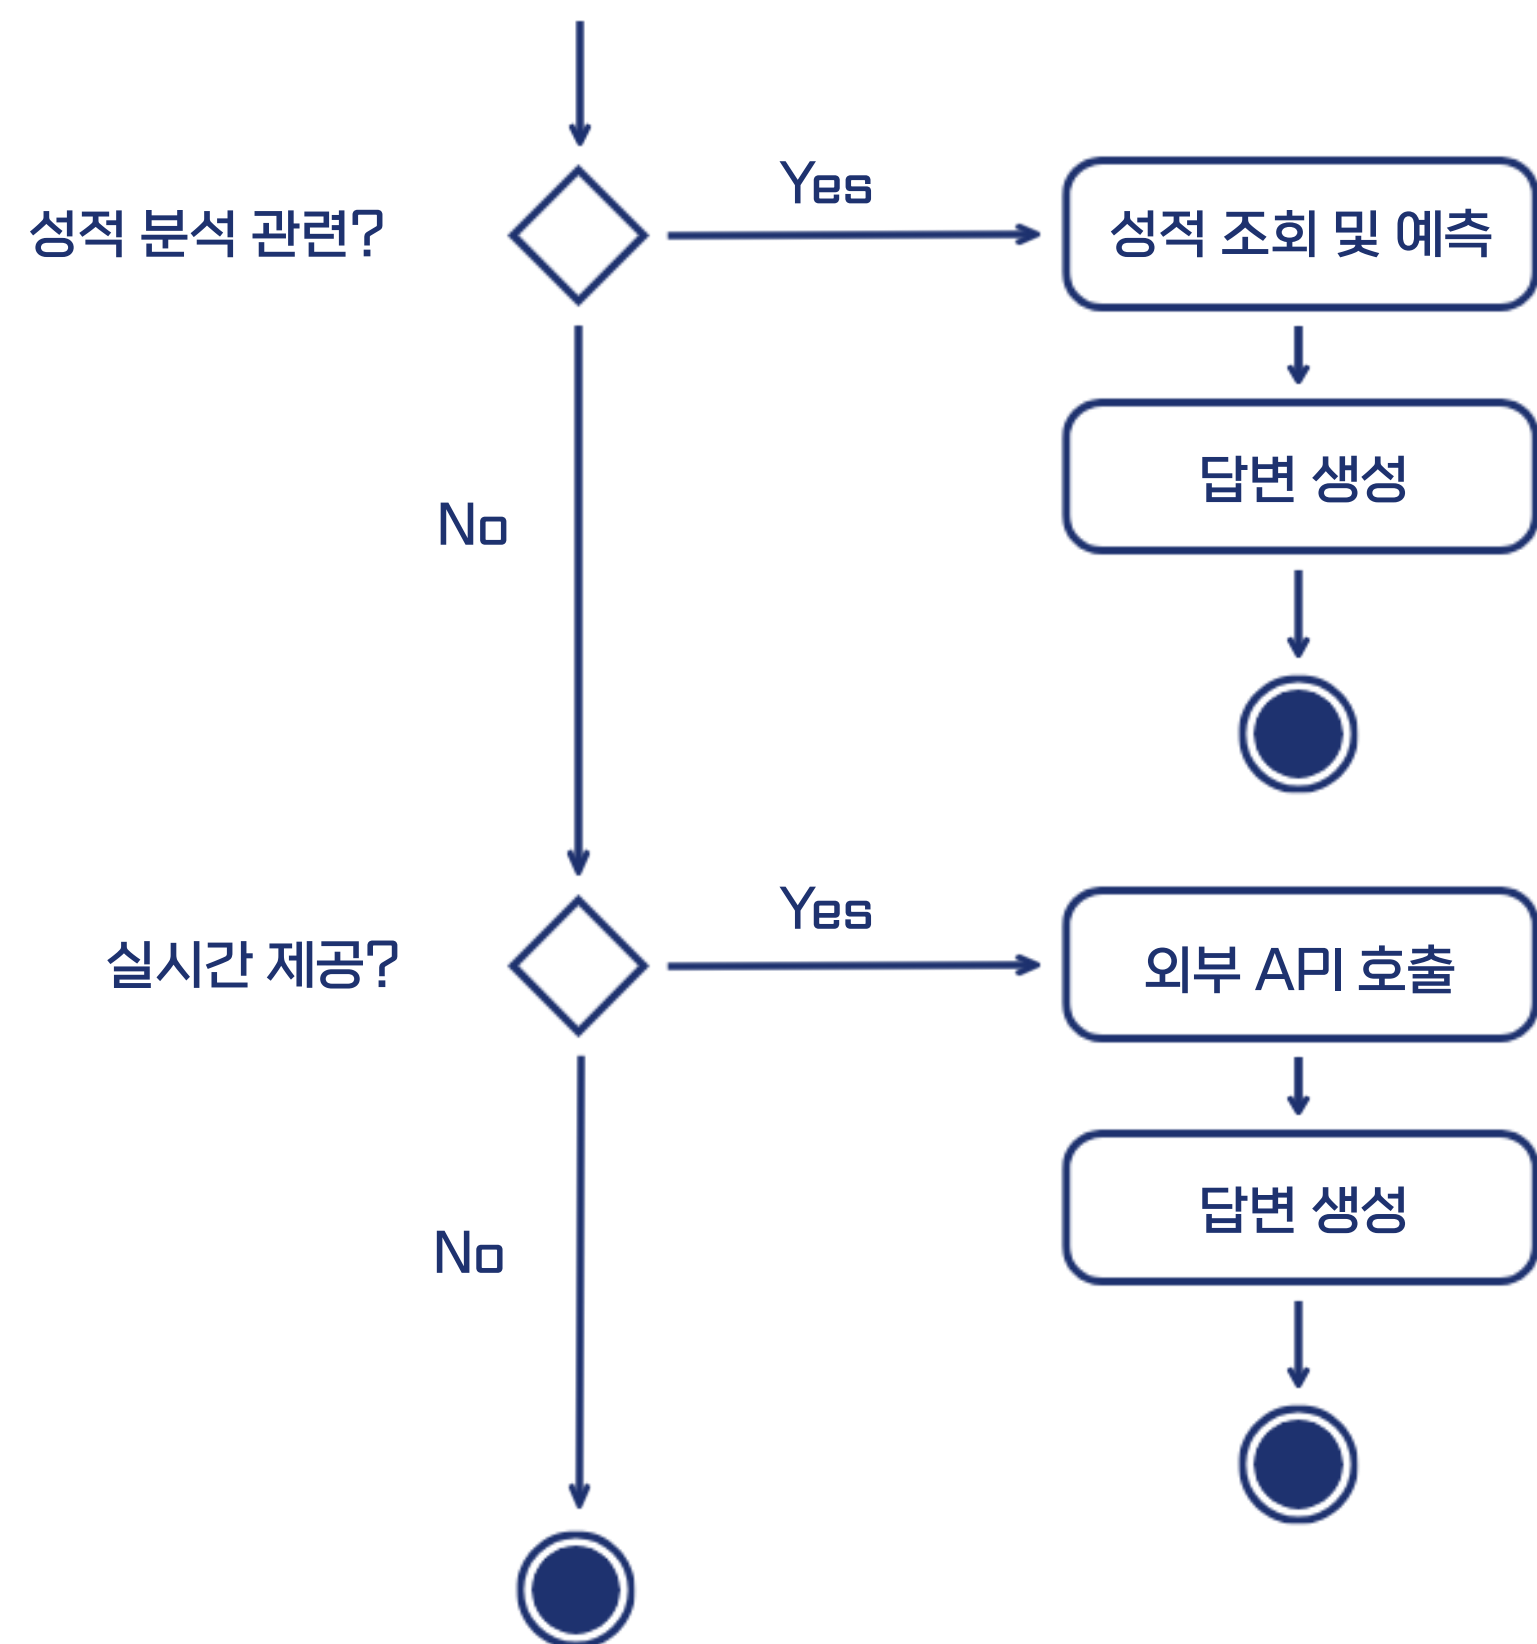 Yes
성적 분석 관련?
성적 조회 및 예측
No
답변 생성
Yes
실시간 제공?
외부 API 호출
No
답변 생성